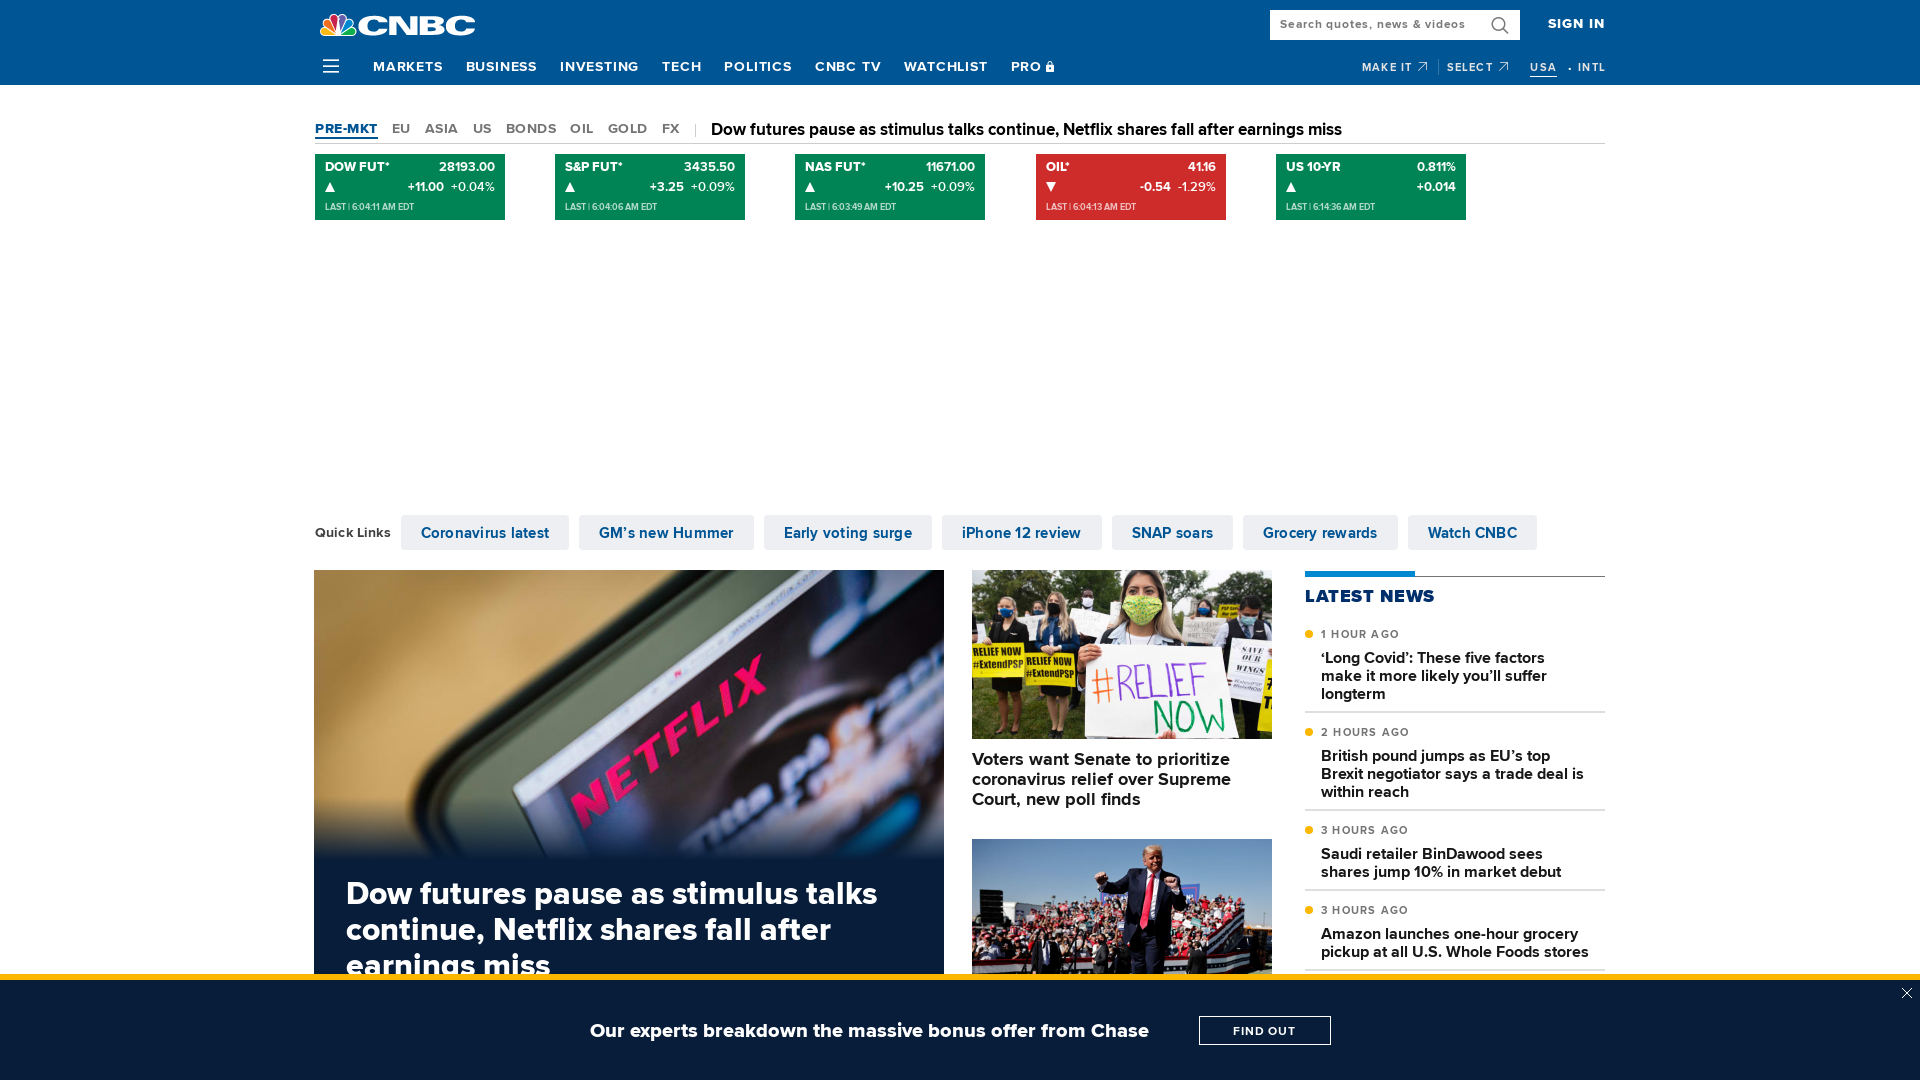 CNBC
Search quotes, news & videos
SIGN IN
MARKETS BUSINESS INVESTING TECH POLITICS CNBC TV WATCHLIST PRO
MAKE IT SELECT USA • INTL
PRE-MKT EU ASIA US BONDS OIL GOLD FX
Dow futures pause as stimulus talks continue, Netflix shares fall after earnings miss
DOW FUT* 28193.00
+11.00 +0.04%
LAST | 6:04:11 AM EDT
S&P FUT* 3435.50
+3.25 +0.09%
LAST | 6:04:06 AM EDT
NAS FUT* 11671.00
+10.25 +0.09%
LAST | 6:03:49 AM EDT
OIL* 41.16
-0.54 -1.29%
LAST | 6:04:13 AM EDT
US 10-YR 0.811%
+0.014
LAST | 6:14:36 AM EDT
Quick Links Coronavirus latest GM’s new Hummer Early voting surge iPhone 12 review SNAP soars Grocery rewards Watch CNBC
NETFLIX
Dow futures pause as stimulus talks
continue, Netflix shares fall after
earnings miss
RELIEF NOW
#ExtendPSP
RELIEF NOW
#ExtendPSP
#RELIEF
NOW
SAVE
OUR
WINGS
Voters want Senate to prioritize
coronavirus relief over Supreme
Court, new poll finds
LATEST NEWS
1 HOUR AGO
‘Long Covid’: These five factors
make it more likely you’ll suffer
longterm
2 HOURS AGO
British pound jumps as EU’s top
Brexit negotiator says a trade deal is
within reach
3 HOURS AGO
Saudi retailer BinDawood sees
shares jump 10% in market debut
3 HOURS AGO
Amazon launches one-hour grocery
pickup at all U.S. Whole Foods stores
Our experts breakdown the massive bonus offer from Chase
FIND OUT